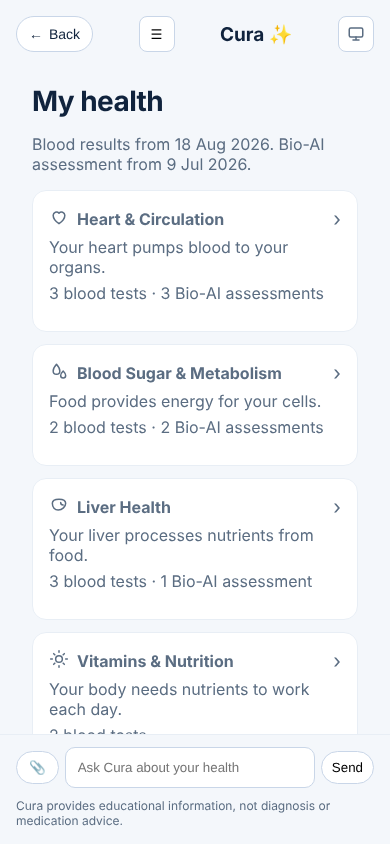 ← Back
☰
Cura ✨
My health
Blood results from 18 Aug 2026. Bio-AI
assessment from 9 Jul 2026.
Heart & Circulation
Your heart pumps blood to your
organs.
3 blood tests · 3 Bio-AI assessments
Blood Sugar & Metabolism
Food provides energy for your cells.
2 blood tests · 2 Bio-AI assessments
Liver Health
Your liver processes nutrients from
food.
3 blood tests · 1 Bio-AI assessment
Vitamins & Nutrition
Your body needs nutrients to work
each day.
2 blood tests
Ask Cura about your health
Send
Cura provides educational information, not diagnosis or
medication advice.